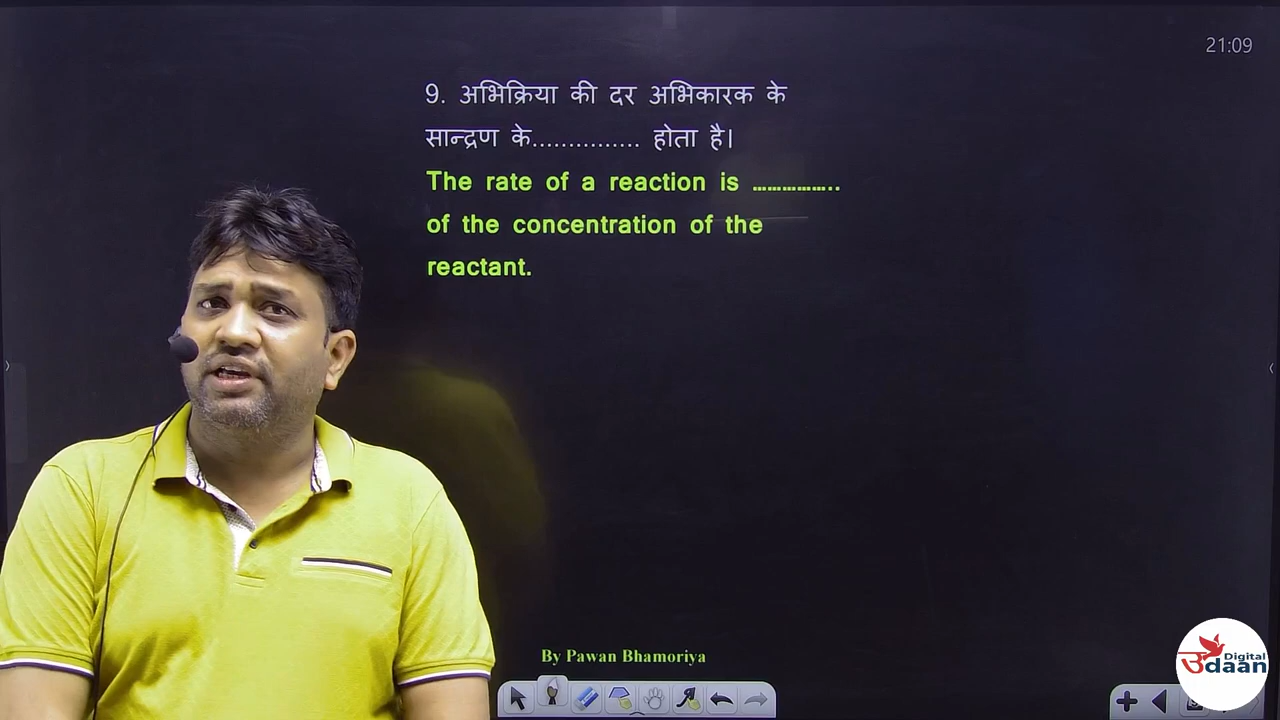 21:09
9. अभिक्रिया की दर अभिकारक के
सान्द्रण के............... होता है।
The rate of a reaction is ………………..
of the concentration of the
reactant.
By Pawan Bhamoriya
Digital
उdaan